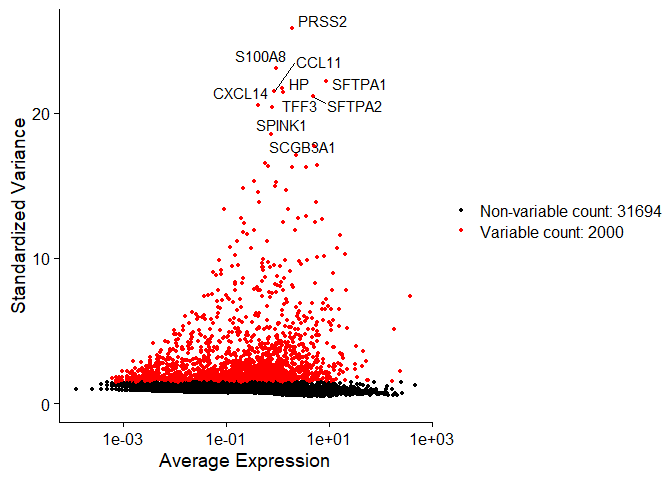 PRSS2
S100A8
CCL11
HP
SFTPA1
CXCL14
TFF3
SFTPA2
SPINK1
SCGB3A1
20
10
0
Standardized Variance
1e-03
1e-01
1e+01
1e+03
Average Expression
Non-variable count: 31694
Variable count: 2000